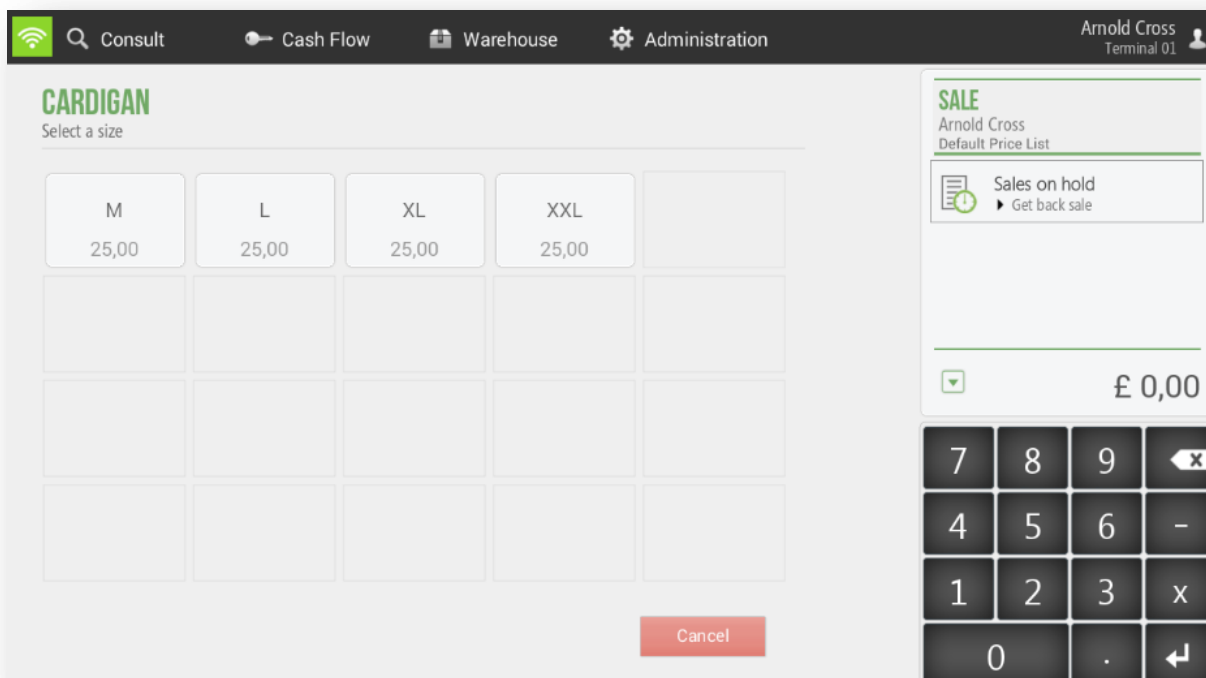 Consult Cash Flow Warehouse Administration
Arnold Cross
Terminal 01
CARDIGAN
Select a size
M L XL XXL
25,00 25,00 25,00 25,00
Cancel
SALE
Arnold Cross
Default Price List
Sales on hold
Get back sale
£ 0,00
7 8 9 x
4 5 6 -
1 2 3 x
0 .